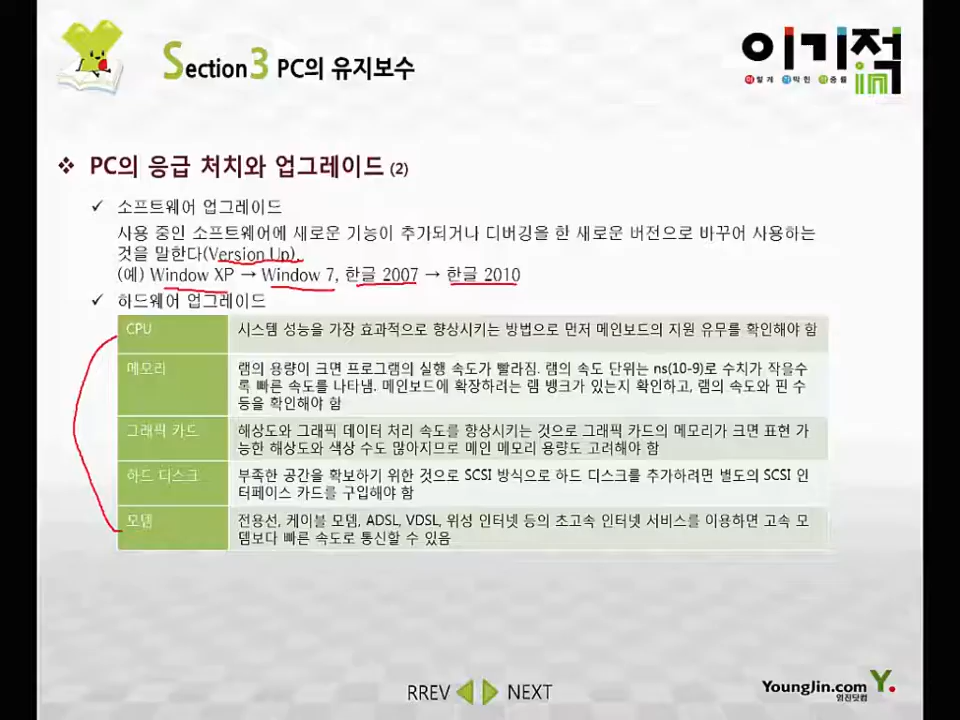 Section3 PC의 유지보수
이기적in
이렇게 기막힌 적중률
❖ PC의 응급 처치와 업그레이드 (2)
✓ 소프트웨어 업그레이드
사용 중인 소프트웨어에 새로운 기능이 추가되거나 디버깅을 한 새로운 버전으로 바꾸어 사용하는
것을 말한다(Version Up).
(예) Window XP → Window 7, 한글 2007 → 한글 2010
✓ 하드웨어 업그레이드
CPU 시스템 성능을 가장 효과적으로 향상시키는 방법으로 먼저 메인보드의 지원 유무를 확인해야 함
메모리 램의 용량이 크면 프로그램의 실행 속도가 빨라짐. 램의 속도 단위는 ns(10-9)로 수치가 작을수
록 빠른 속도를 나타냄. 메인보드에 확장하려는 렘 뱅크가 있는지 확인하고, 램의 속도와 핀 수
등을 확인해야 함
그래픽 카드 해상도와 그래픽 데이터 처리 속도를 향상시키는 것으로 그래픽 카드의 메모리가 크면 표현 가
능한 해상도와 색상 수도 많아지므로 메인 메모리 용량도 고려해야 함
하드 디스크 부족한 공간을 확보하기 위한 것으로 SCSI 방식으로 하드 디스크를 추가하려면 별도의 SCSI 인
터페이스 카드를 구입해야 함
모뎀 전용선, 케이블 모뎀, ADSL, VDSL, 위성 인터넷 등의 초고속 인터넷 서비스를 이용하면 고속 모
뎀보다 빠른 속도로 통신할 수 있음
RREV NEXT
YoungJin.com Y.
영진닷컴